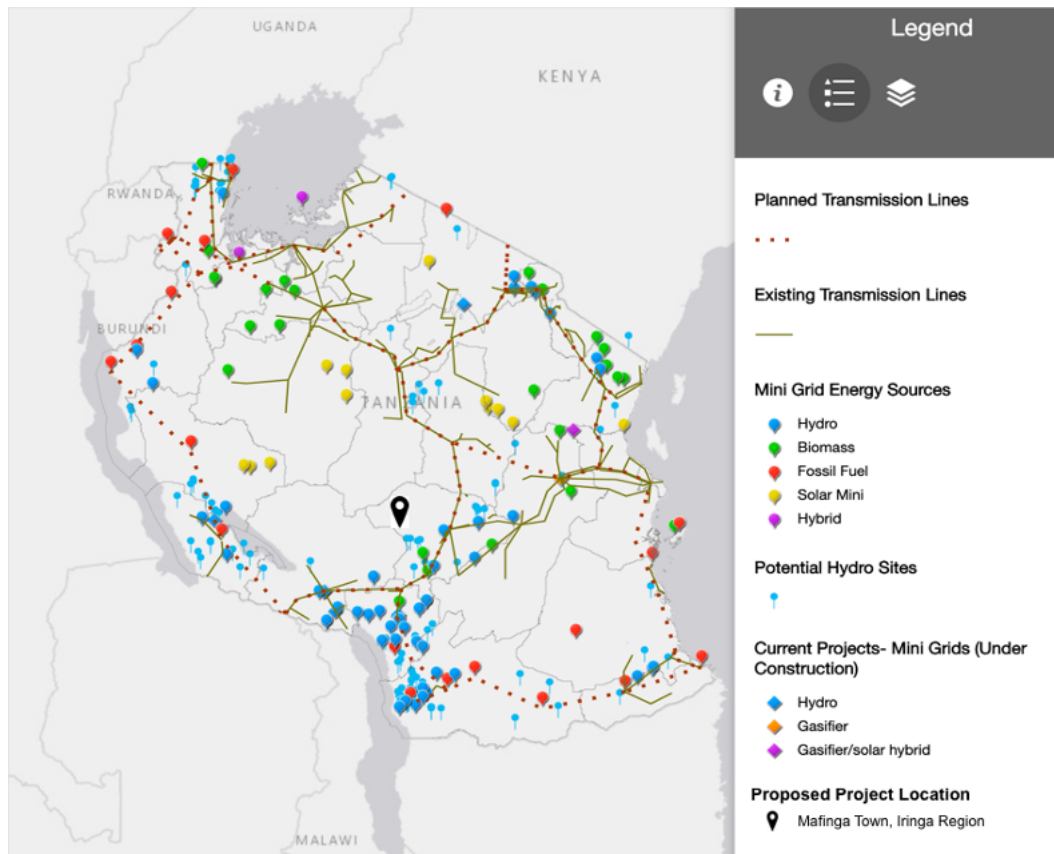 UGANDA
KENYA
RWANDA
BURUNDI
TANZANIA
MALAWI
Legend
i
Planned Transmission Lines
Existing Transmission Lines
Mini Grid Energy Sources
Hydro
Biomass
Fossil Fuel
Solar Mini
Hybrid
Potential Hydro Sites
Current Projects- Mini Grids (Under
Construction)
Hydro
Gasifier
Gasifier/solar hybrid
Proposed Project Location
Mafinga Town, Iringa Region